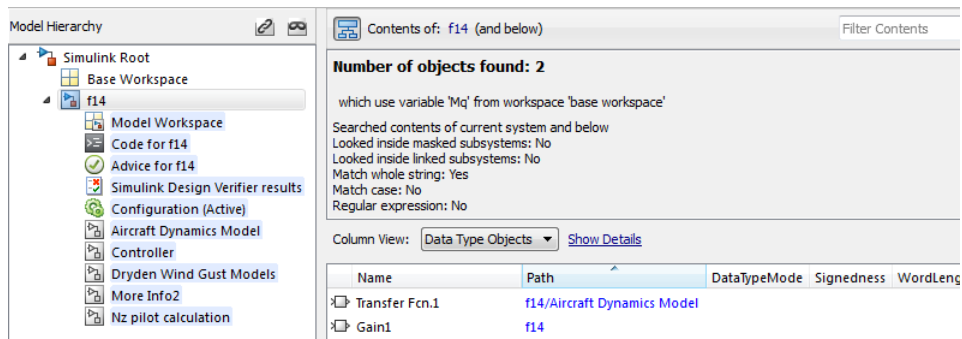 Model Hierarchy
Simulink Root
Base Workspace
f14
Model Workspace
Code for f14
Advice for f14
Simulink Design Verifier results
Configuration (Active)
Aircraft Dynamics Model
Controller
Dryden Wind Gust Models
More Info2
Nz pilot calculation
Contents of: f14 (and below) Filter Contents
Number of objects found: 2
which use variable 'Mq' from workspace 'base workspace'
Searched contents of current system and below
Looked inside masked subsystems: No
Looked inside linked subsystems: No
Match whole string: Yes
Match case: No
Regular expression: No
Column View: Data Type Objects Show Details
Name Path DataTypeMode Signedness WordLeng
Transfer Fcn.1 f14/Aircraft Dynamics Model
Gain1 f14